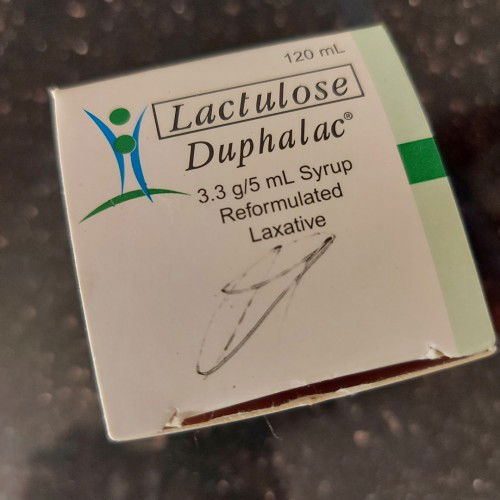 120 mL
Lactulose
Duphalac®
3.3 g/5 mL Syrup
Reformulated
Laxative